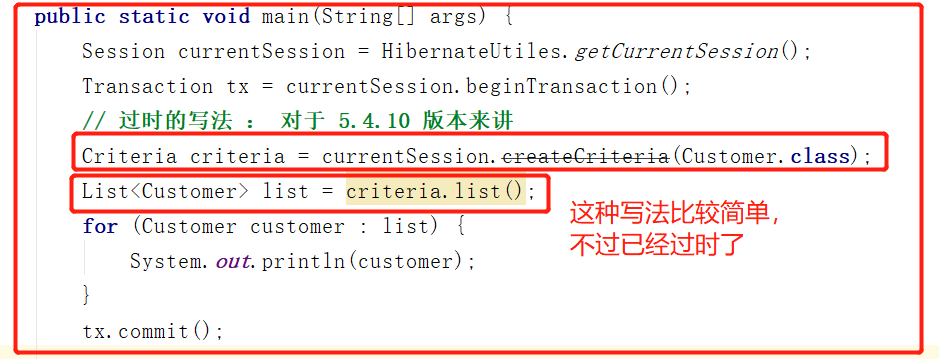 public static void main(String[] args) {
Session currentSession = HibernateUtiles.getCurrentSession();
Transaction tx = currentSession.beginTransaction();
// 过时的写法 ： 对于 5.4.10 版本来讲
Criteria criteria = currentSession.createCriteria(Customer.class);
List<Customer> list = criteria.list();
for (Customer customer : list) {
System.out.println(customer);
}
tx.commit();
这种写法比较简单，
不过已经过时了